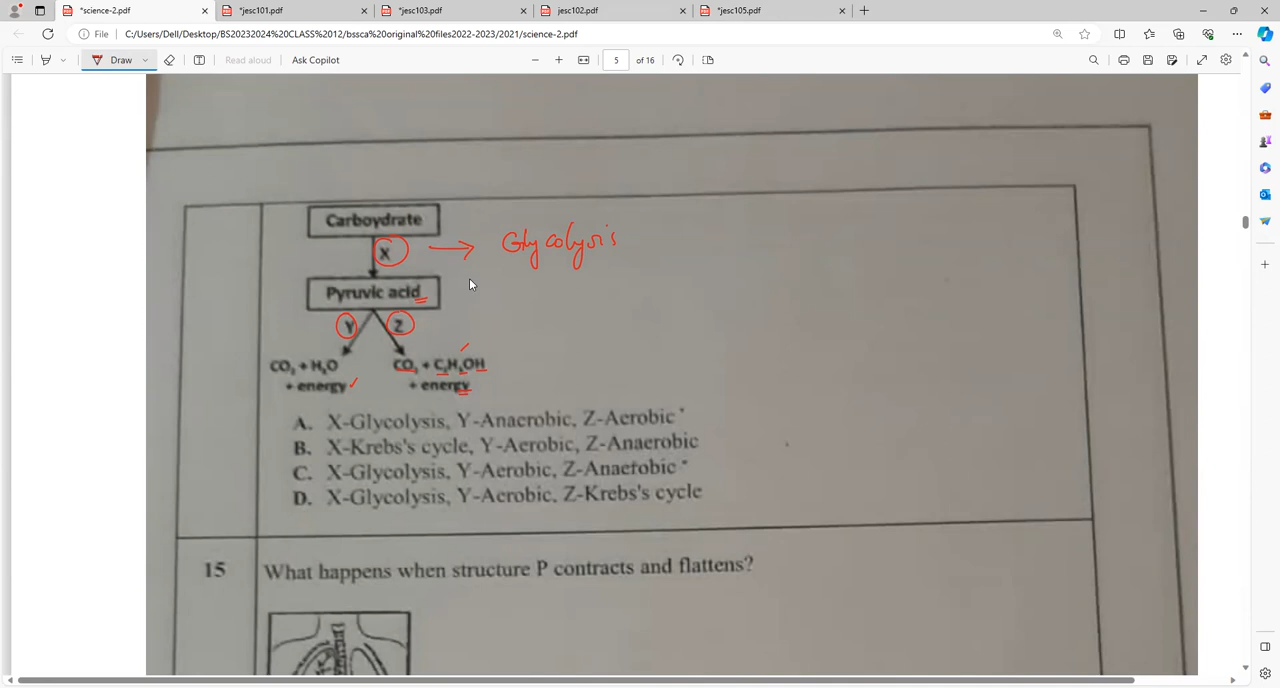 *science-2.pdf
*jesc101.pdf
*jesc103.pdf
jesc102.pdf
*jesc105.pdf
File
C:/Users/Dell/Desktop/BS20232024%20CLASS%2012/bssca%20original%20files2022-2023/2021/science-2.pdf
Draw
Read aloud
Ask Copilot
5
of 16
Carboydrate
X
Glycolysis
Pyruvic acid
Y
Z
CO₂ + H₂O
+ energy
CO₂ + C₂H₅OH
+ energy
A. X-Glycolysis, Y-Anaerobic, Z-Aerobic
B. X-Krebs's cycle, Y-Aerobic, Z-Anaerobic
C. X-Glycolysis, Y-Aerobic, Z-Anaerobic
D. X-Glycolysis, Y-Aerobic, Z-Krebs's cycle
15
What happens when structure P contracts and flattens?